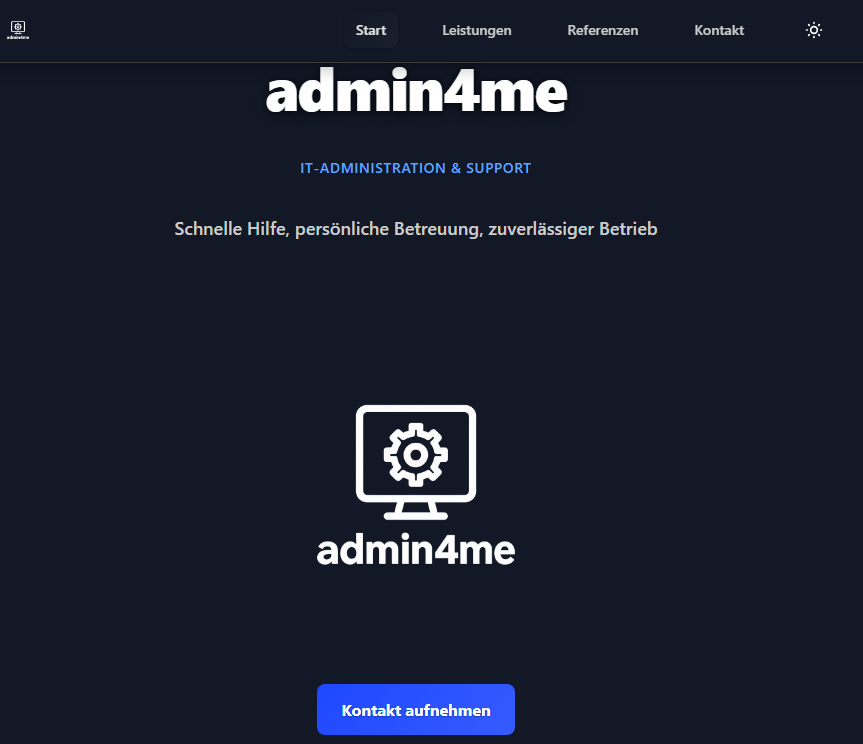 admin4me
Start
Leistungen
Referenzen
Kontakt
admin4me
IT-ADMINISTRATION & SUPPORT
Schnelle Hilfe, persönliche Betreuung, zuverlässiger Betrieb
admin4me
Kontakt aufnehmen